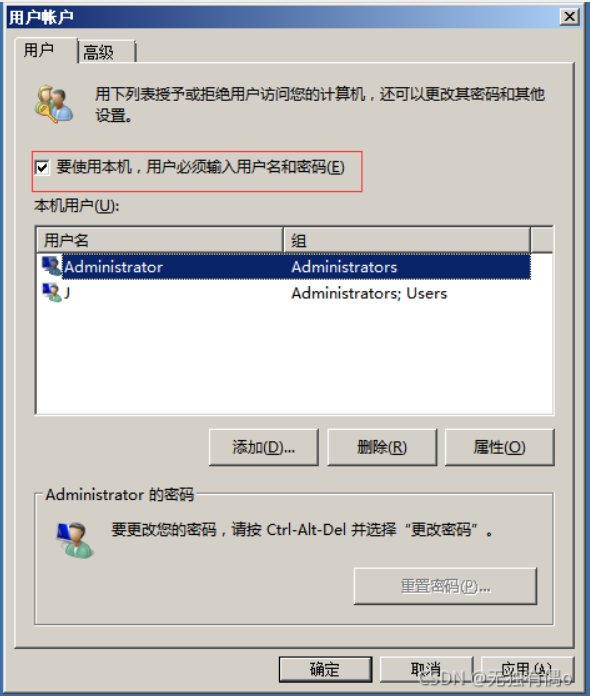 用户帐户
用户 高级
用下列表授予或拒绝用户访问您的计算机，还可以更改其密码和其他
设置。
要使用本机，用户必须输入用户名和密码(E)
本机用户(U):
用户名 组
Administrator Administrators
J Administrators; Users
添加(D)... 删除(R) 属性(O)
Administrator 的密码
要更改您的密码，请按 Ctrl-Alt-Del 并选择“更改密码”。
重置密码(P)...
确定 取消 应用(A)
CSDN @无独有偶o